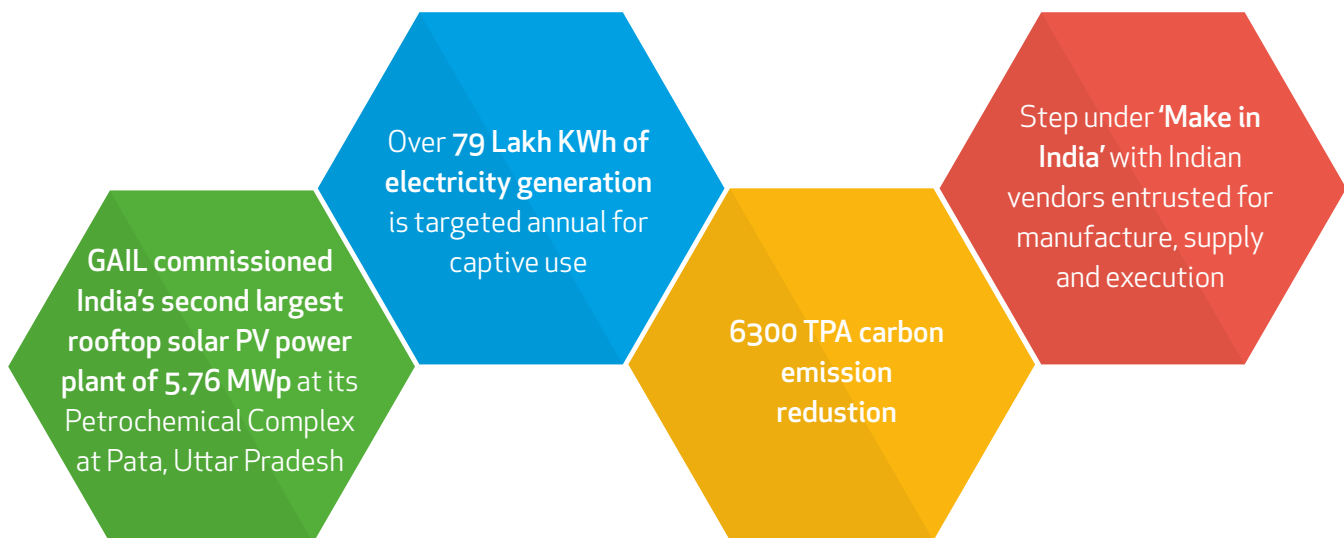 GAIL commissioned
India's second largest
rooftop solar PV power
plant of 5.76 MWp at its
Petrochemical Complex
at Pata, Uttar Pradesh
Over 79 Lakh KWh of
electricity generation
is targeted annual for
captive use
6300 TPA carbon
emission
redustion
Step under 'Make in
India' with Indian
vendors entrusted for
manufacture, supply
and execution